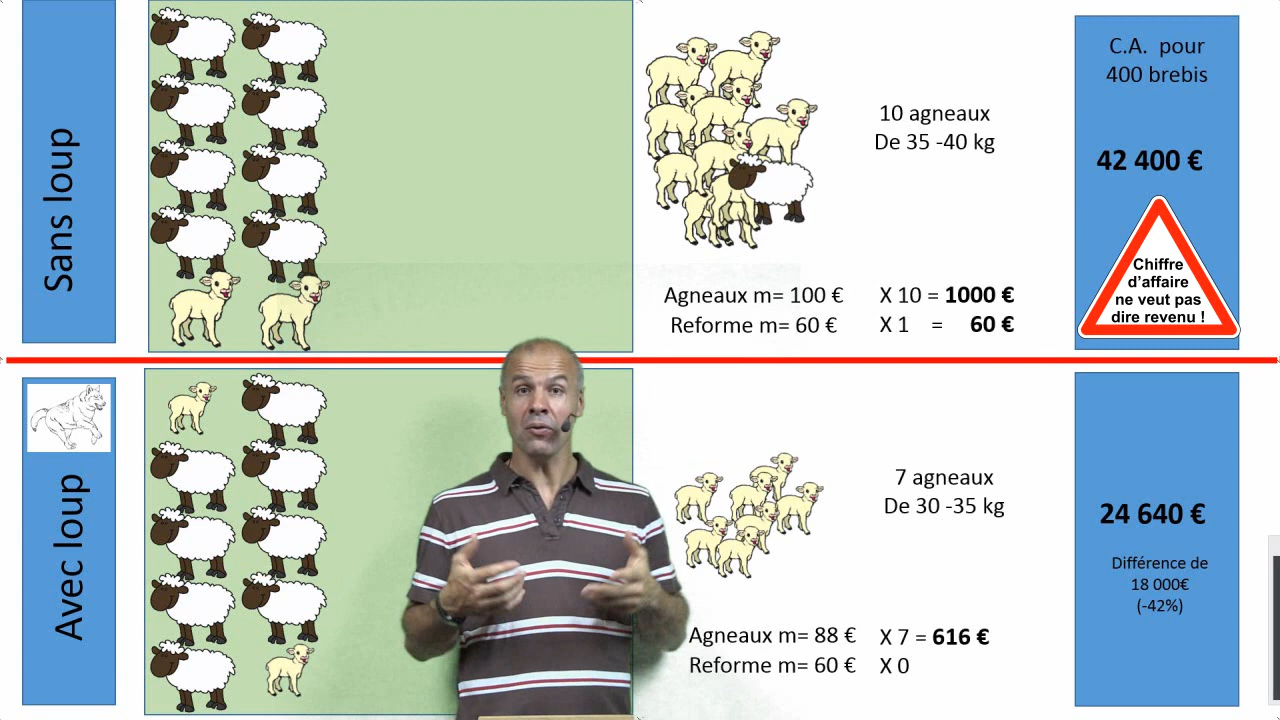 Sans loup
10 agneaux
De 35 -40 kg
Agneaux m= 100 € X 10 = 1000 €
Reforme m= 60 € X 1 = 60 €
C.A. pour
400 brebis
42 400 €
Chiffre
d’affaire
ne veut pas
dire revenu !
Avec loup
7 agneaux
De 30 -35 kg
Agneaux m= 88 € X 7 = 616 €
Reforme m= 60 € X 0
24 640 €
Différence de
18 000€
(-42%)